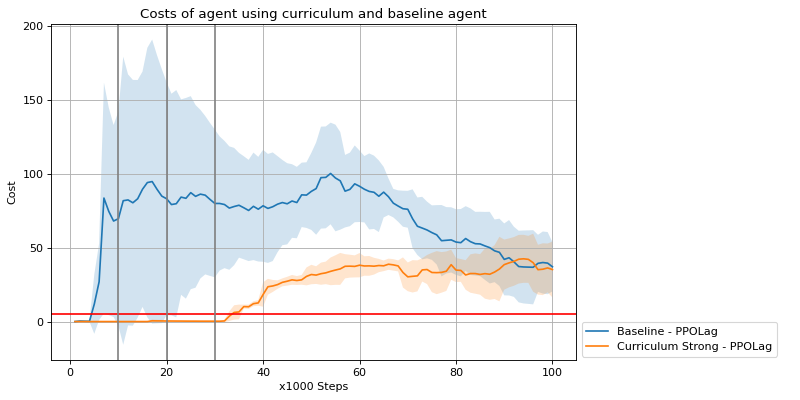 Costs of agent using curriculum and baseline agent
200
150
100
50
0
Cost
0 20 40 60 80 100
x1000 Steps
Baseline - PPOLag
Curriculum Strong - PPOLag